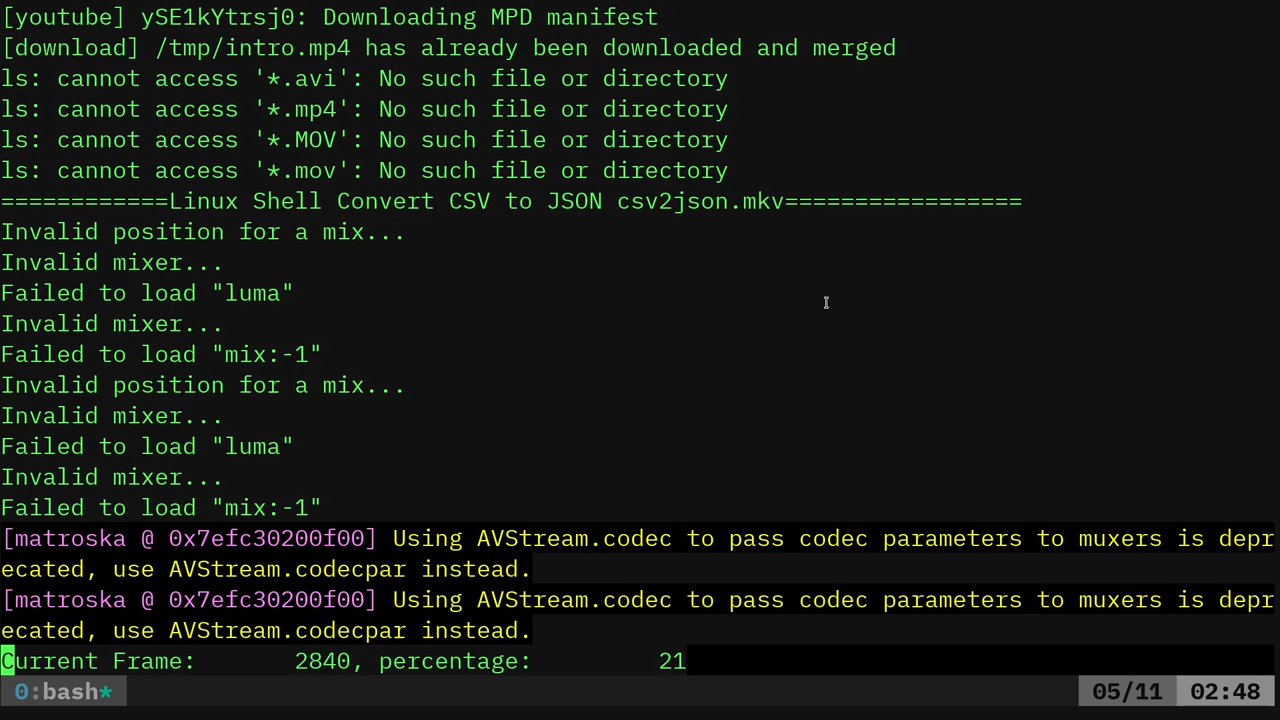 [youtube] ySE1kYtrsj0: Downloading MPD manifest
[download] /tmp/intro.mp4 has already been downloaded and merged
ls: cannot access '*.avi': No such file or directory
ls: cannot access '*.mp4': No such file or directory
ls: cannot access '*.MOV': No such file or directory
ls: cannot access '*.mov': No such file or directory
============Linux Shell Convert CSV to JSON csv2json.mkv=================
Invalid position for a mix...
Invalid mixer...
Failed to load "luma"
Invalid mixer...
Failed to load "mix:-1"
Invalid position for a mix...
Invalid mixer...
Failed to load "luma"
Invalid mixer...
Failed to load "mix:-1"
[matroska @ 0x7efc30200f00] Using AVStream.codec to pass codec parameters to muxers is depr
ecated, use AVStream.codecpar instead.
[matroska @ 0x7efc30200f00] Using AVStream.codec to pass codec parameters to muxers is depr
ecated, use AVStream.codecpar instead.
Current Frame:       2840, percentage:         21
0:bash* 05/11 02:48